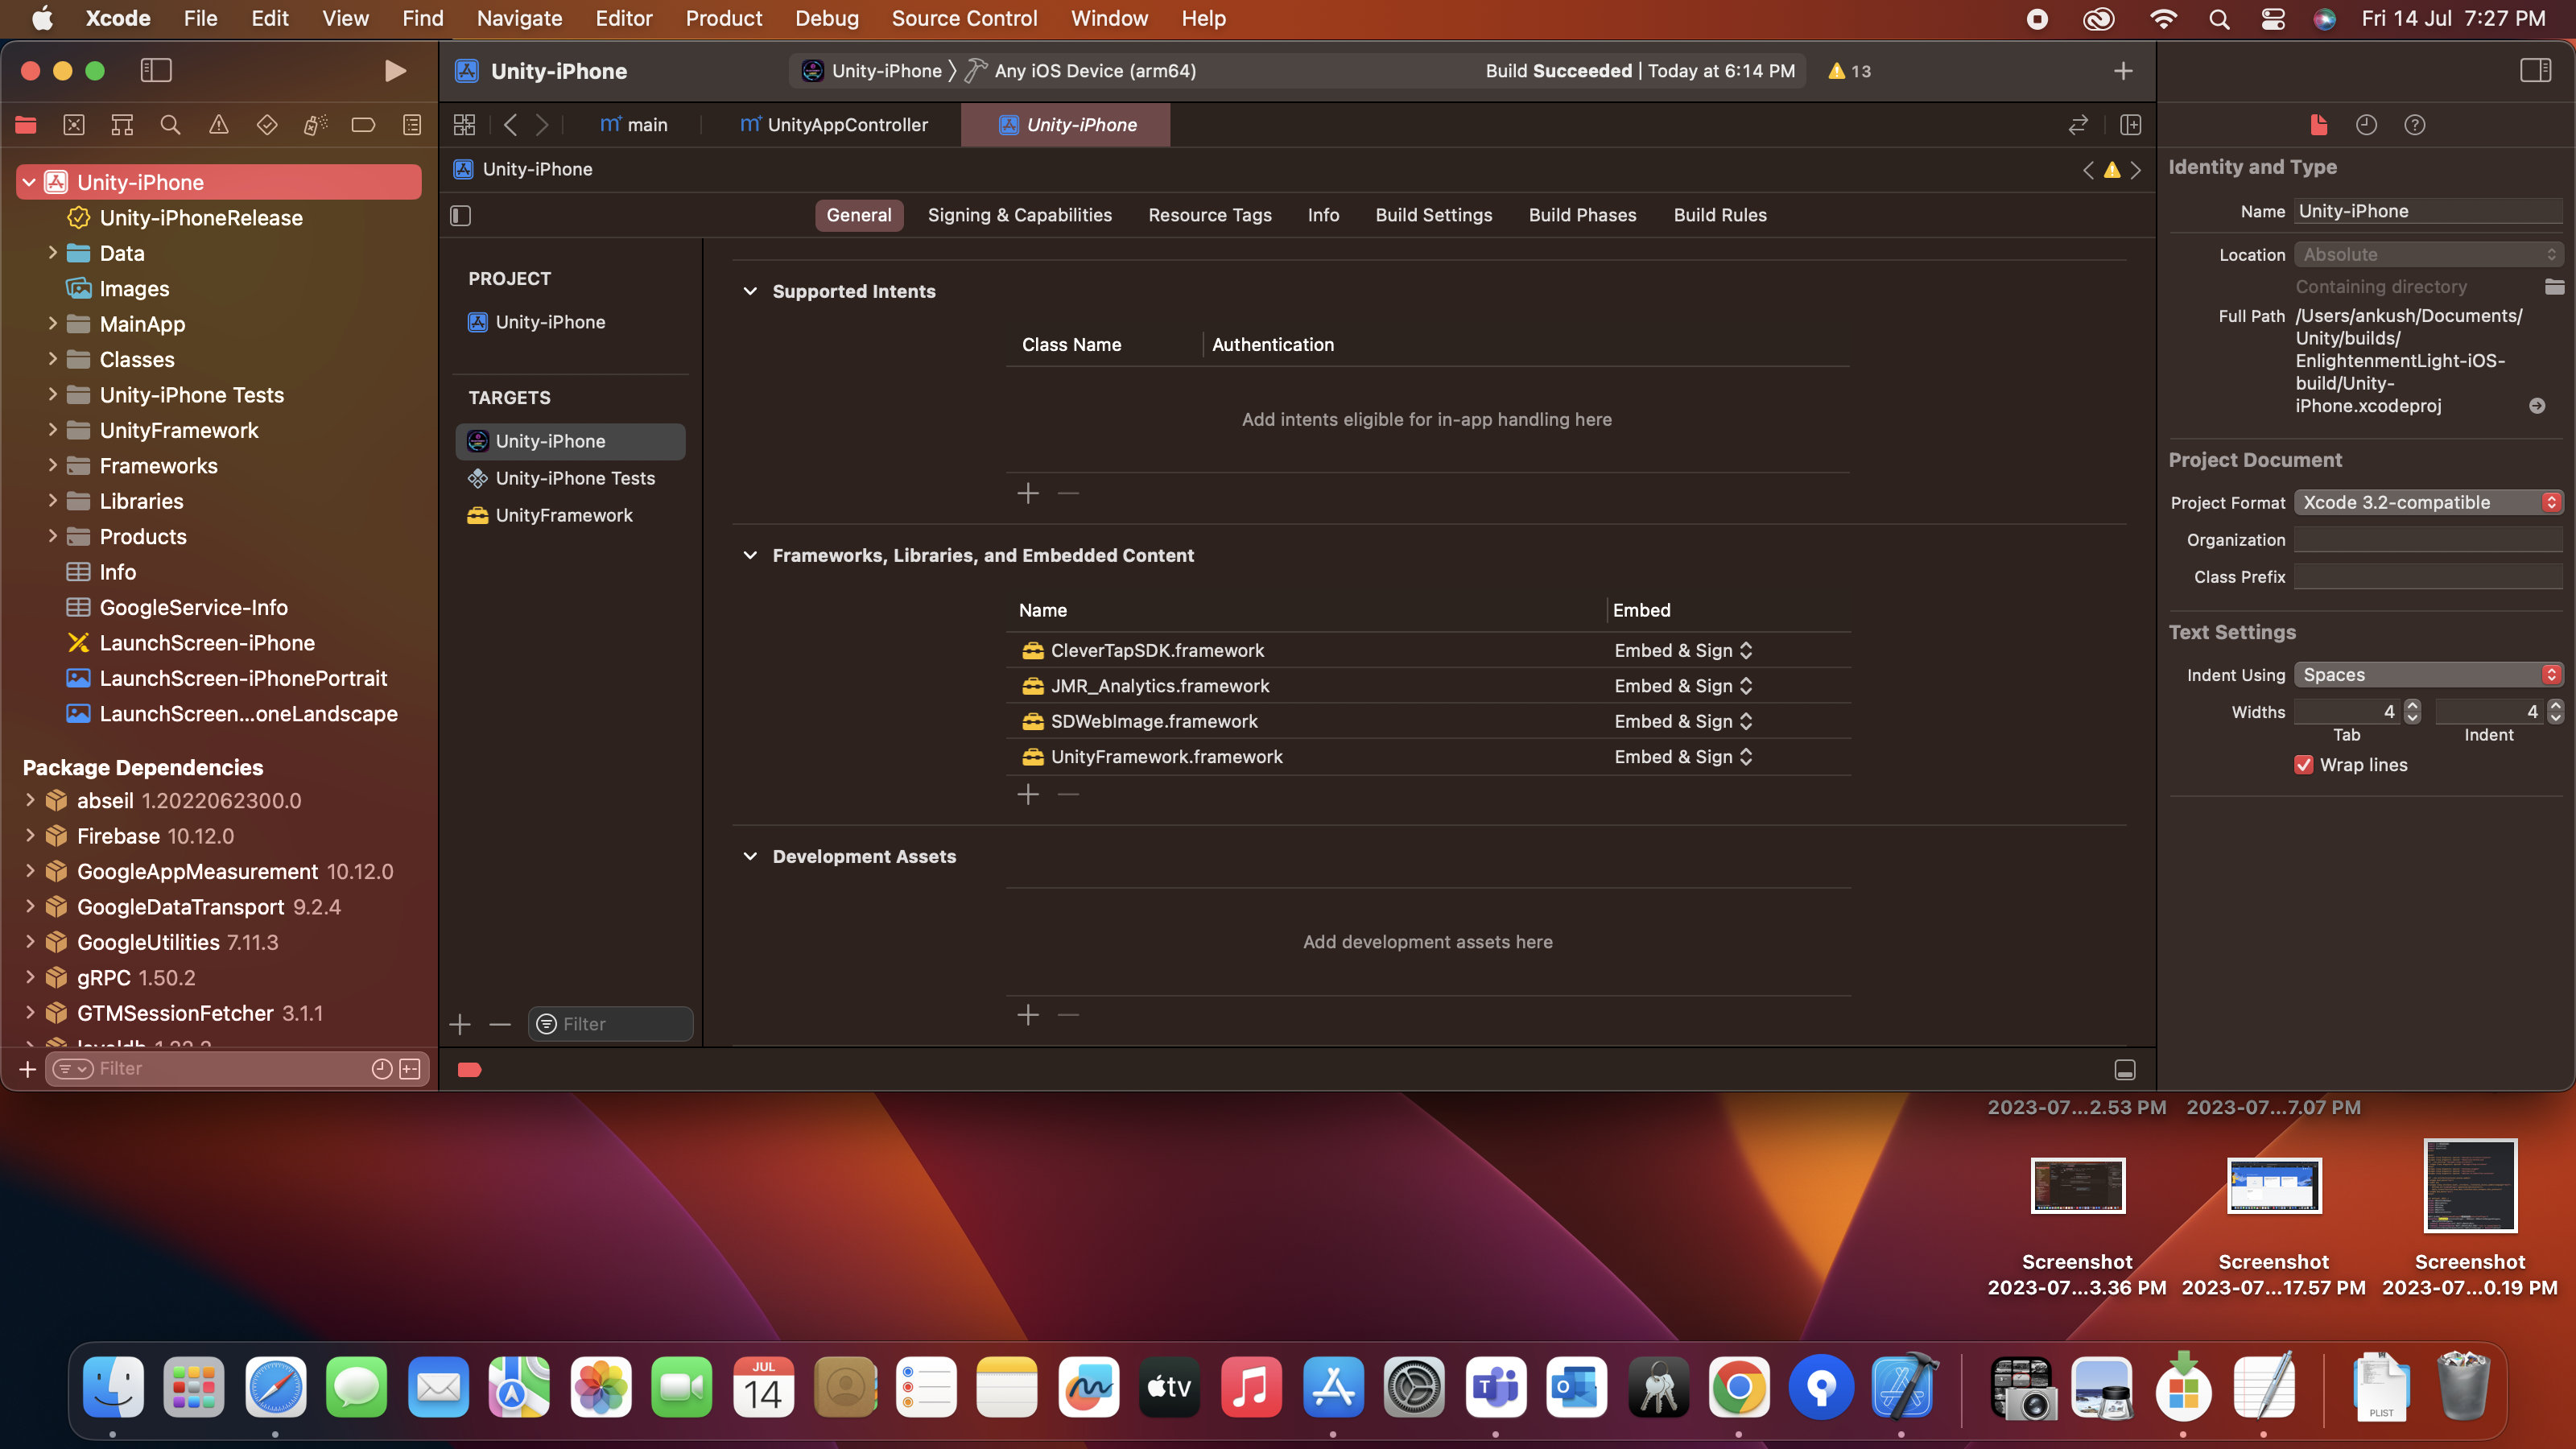 Xcode File Edit View Find Navigate Editor Product Debug Source Control Window Help Fri 14 Jul 7:27 PM
Unity-iPhone Unity-iPhone Any iOS Device (arm64) Build Succeeded | Today at 6:14 PM 13
main UnityAppController Unity-iPhone
Unity-iPhone
Unity-iPhone
Unity-iPhoneRelease
Data
Images
MainApp
Classes
Unity-iPhone Tests
UnityFramework
Frameworks
Libraries
Products
Info
GoogleService-Info
LaunchScreen-iPhone
LaunchScreen-iPhonePortrait
LaunchScreen...oneLandscape
Package Dependencies
abseil 1.2022062300.0
Firebase 10.12.0
GoogleAppMeasurement 10.12.0
GoogleDataTransport 9.2.4
GoogleUtilities 7.11.3
gRPC 1.50.2
GTMSessionFetcher 3.1.1
Filter
General Signing & Capabilities Resource Tags Info Build Settings Build Phases Build Rules
PROJECT
Unity-iPhone
TARGETS
Unity-iPhone
Unity-iPhone Tests
UnityFramework
Filter
Supported Intents
Class Name Authentication
Add intents eligible for in-app handling here
Frameworks, Libraries, and Embedded Content
Name Embed
CleverTapSDK.framework Embed & Sign
JMR_Analytics.framework Embed & Sign
SDWebImage.framework Embed & Sign
UnityFramework.framework Embed & Sign
Development Assets
Add development assets here
Identity and Type
Name Unity-iPhone
Location Absolute
Containing directory
Full Path /Users/ankush/Documents/
Unity/builds/
EnlightenmentLight-iOS-
build/Unity-
iPhone.xcodeproj
Project Document
Project Format Xcode 3.2-compatible
Organization
Class Prefix
Text Settings
Indent Using Spaces
Widths 4 4
Tab Indent
Wrap lines
2023-07...2.53 PM 2023-07...7.07 PM
Screenshot Screenshot Screenshot
2023-07...3.36 PM 2023-07...17.57 PM 2023-07...0.19 PM
JUL
14
tv
PLIST